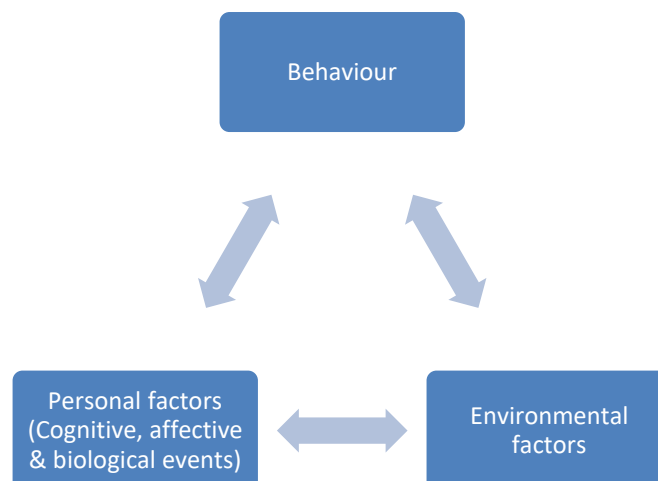 Behaviour
Personal factors
(Cognitive, affective
& biological events)
Environmental
factors